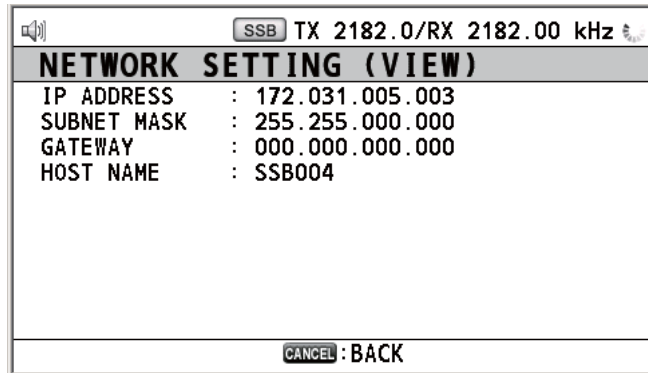 SSB TX 2182.0/RX 2182.00 kHz
NETWORK SETTING (VIEW)
IP ADDRESS : 172.031.005.003
SUBNET MASK : 255.255.000.000
GATEWAY : 000.000.000.000
HOST NAME : SSB004
CANCEL : BACK